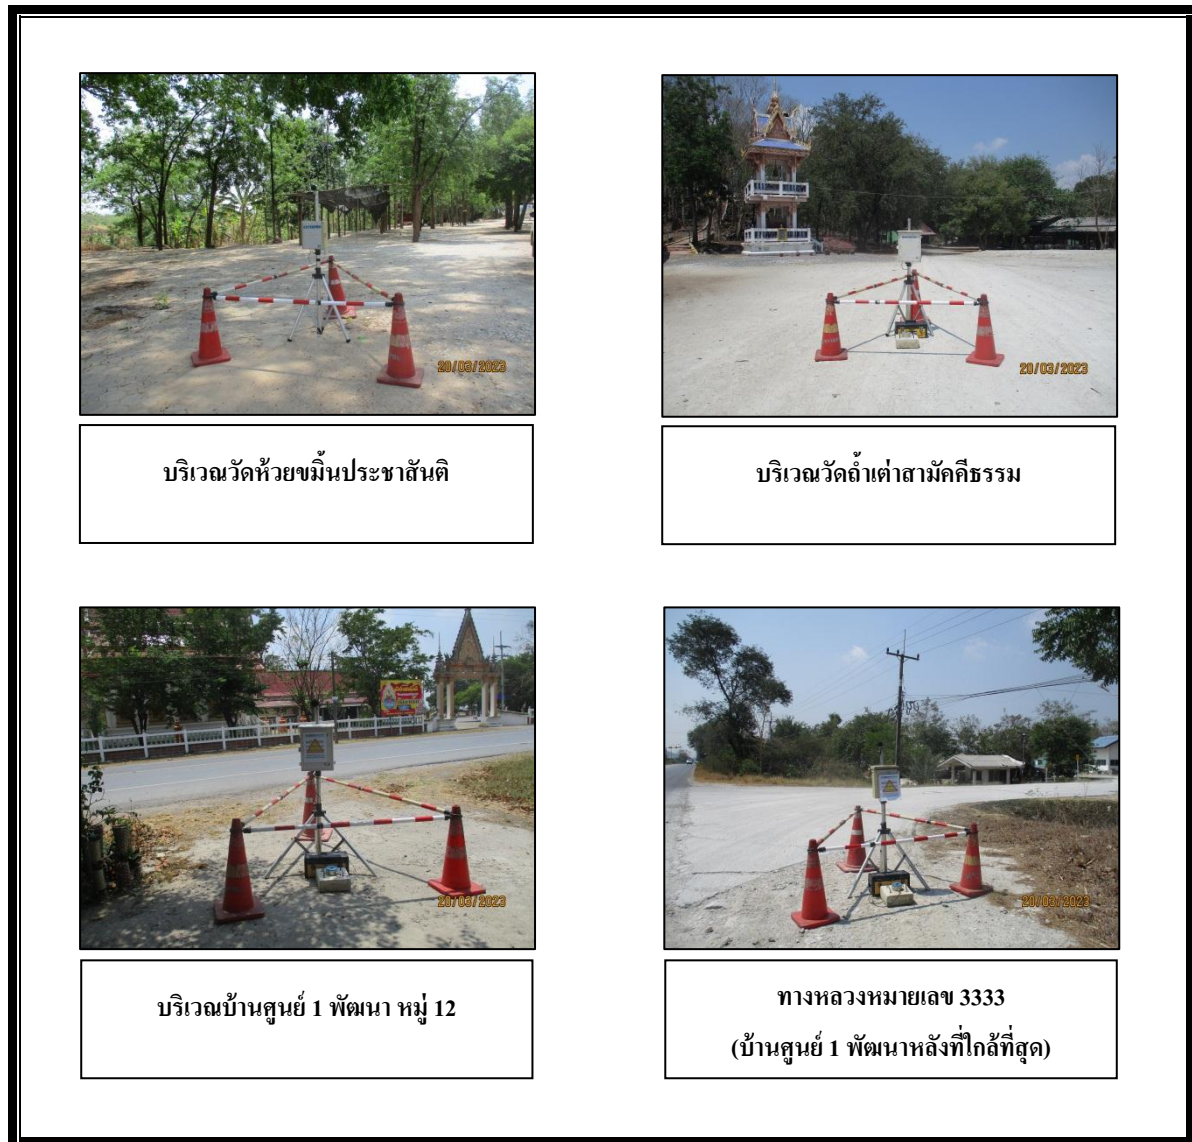 20/03/2023
20/03/2023
บริเวณวัดห้วยขมิ้นประชาสันติ
บริเวณวัดถ้ำเต่าสามัคคีธรรม
20/03/2023
20/03/2023
บริเวณบ้านศูนย์ 1 พัฒนา หมู่ 12
ทางหลวงหมายเลข 3333
(บ้านศูนย์ 1 พัฒนาหลังที่ใกล้ที่สุด)